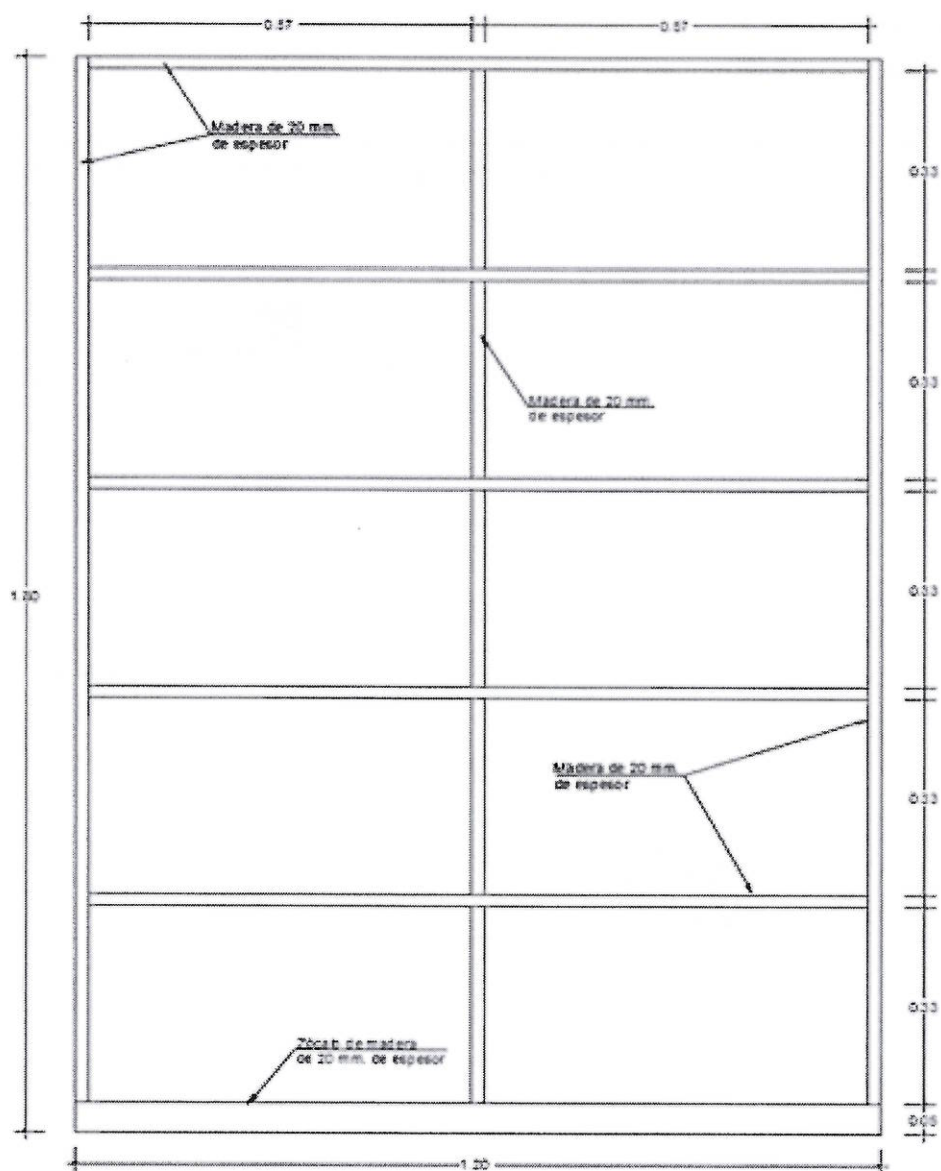 0.57 0.57
Madera de 20 mm.
de espesor
0.33
Madera de 20 mm.
de espesor
0.33
1.80
0.33
Madera de 20 mm.
de espesor
0.33
0.33
Zócalo de madera
de 20 mm. de espesor
0.05
1.20